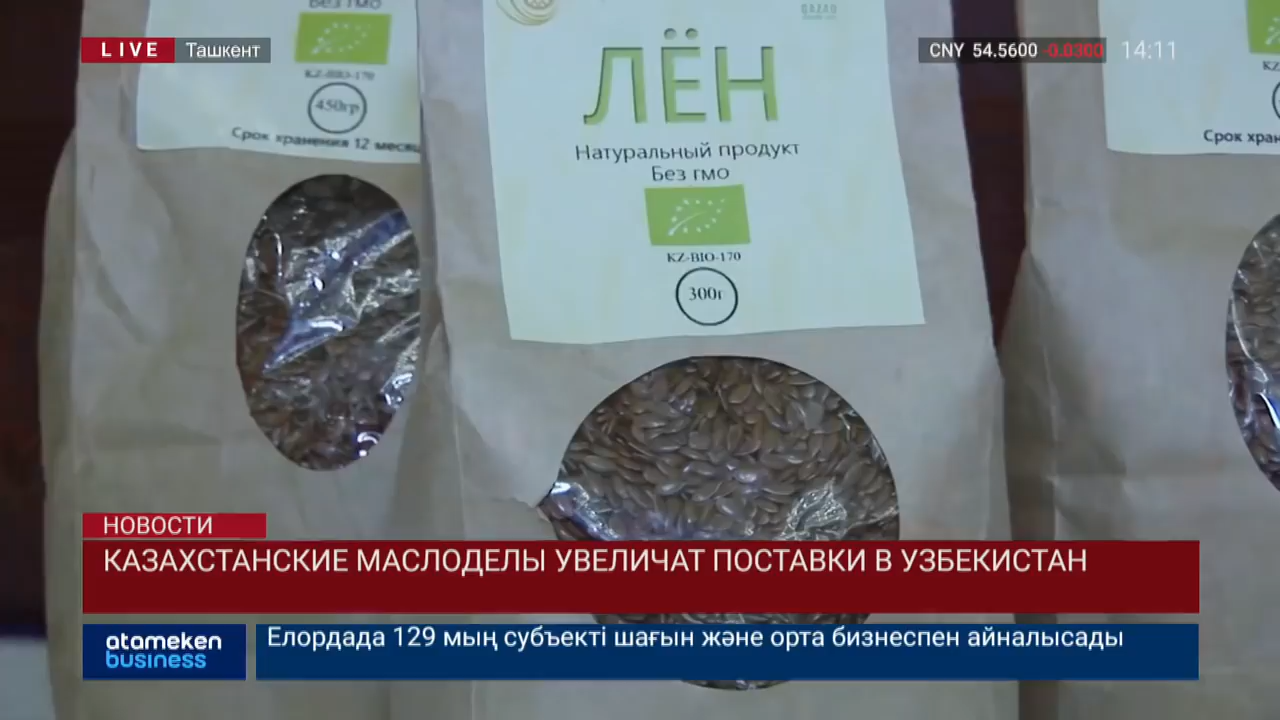 LIVE Ташкент
CNY 54.5600 -0.0300 14:11
Без гмо
KZ-BIO-170
450гр
Срок хранения 12
ЛЁН
Натуральный продукт
Без гмо
KZ-BIO-170
300г
Срок
НОВОСТИ
КАЗАХСТАНСКИЕ МАСЛОДЕЛЫ УВЕЛИЧАТ ПОСТАВКИ В УЗБЕКИСТАН
atameken
business
Елордада 129 мың субъекті шағын және орта бизнеспен айналысады